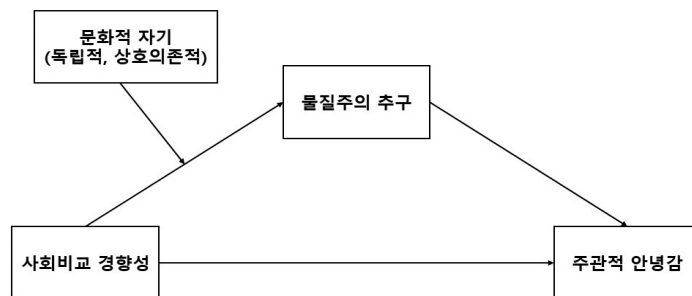 문화적 자기
(독립적, 상호의존적)
물질주의 추구
사회비교 경향성
주관적 안녕감